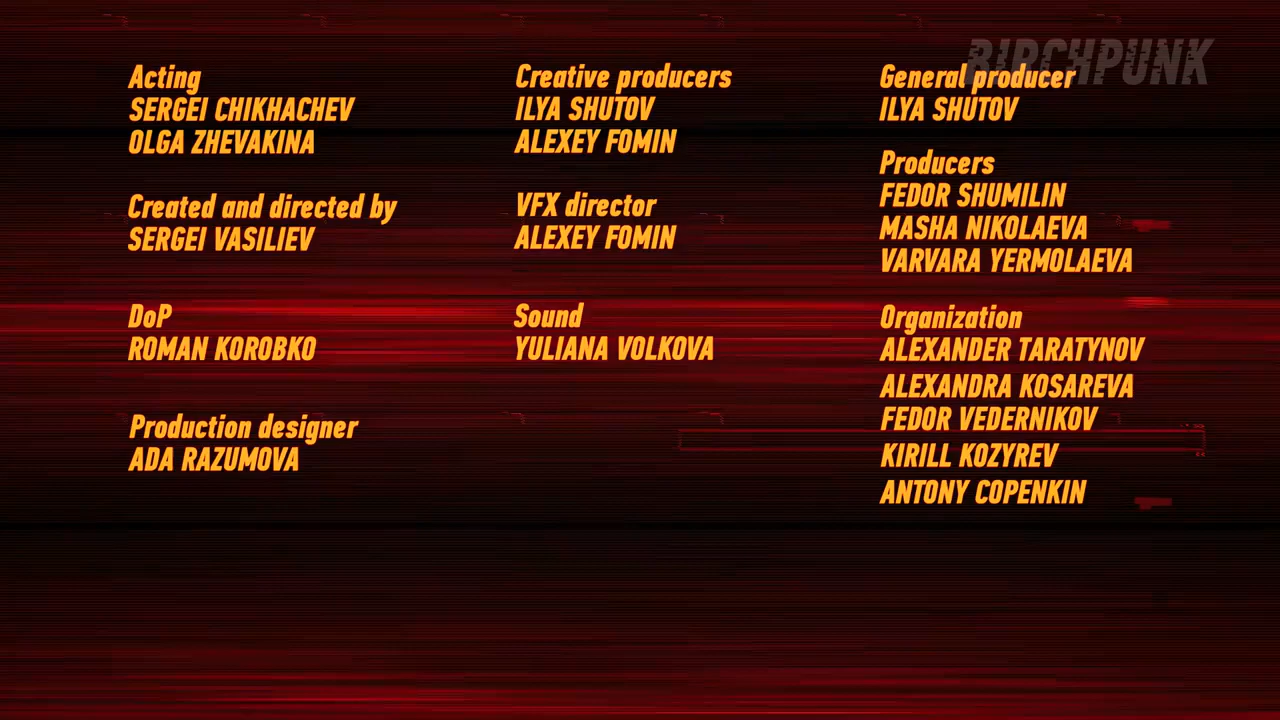 BIRCHPUNK
Acting
SERGEI CHIKHACHEV
OLGA ZHEVAKINA
Created and directed by
SERGEI VASILIEV
DoP
ROMAN KOROBKO
Production designer
ADA RAZUMOVA
Creative producers
ILYA SHUTOV
ALEXEY FOMIN
VFX director
ALEXEY FOMIN
Sound
YULIANA VOLKOVA
General producer
ILYA SHUTOV
Producers
FEDOR SHUMILIN
MASHA NIKOLAEVA
VARVARA YERMOLAEVA
Organization
ALEXANDER TARATYNOV
ALEXANDRA KOSAREVA
FEDOR VEDERNIKOV
KIRILL KOZYREV
ANTONY COPENKIN